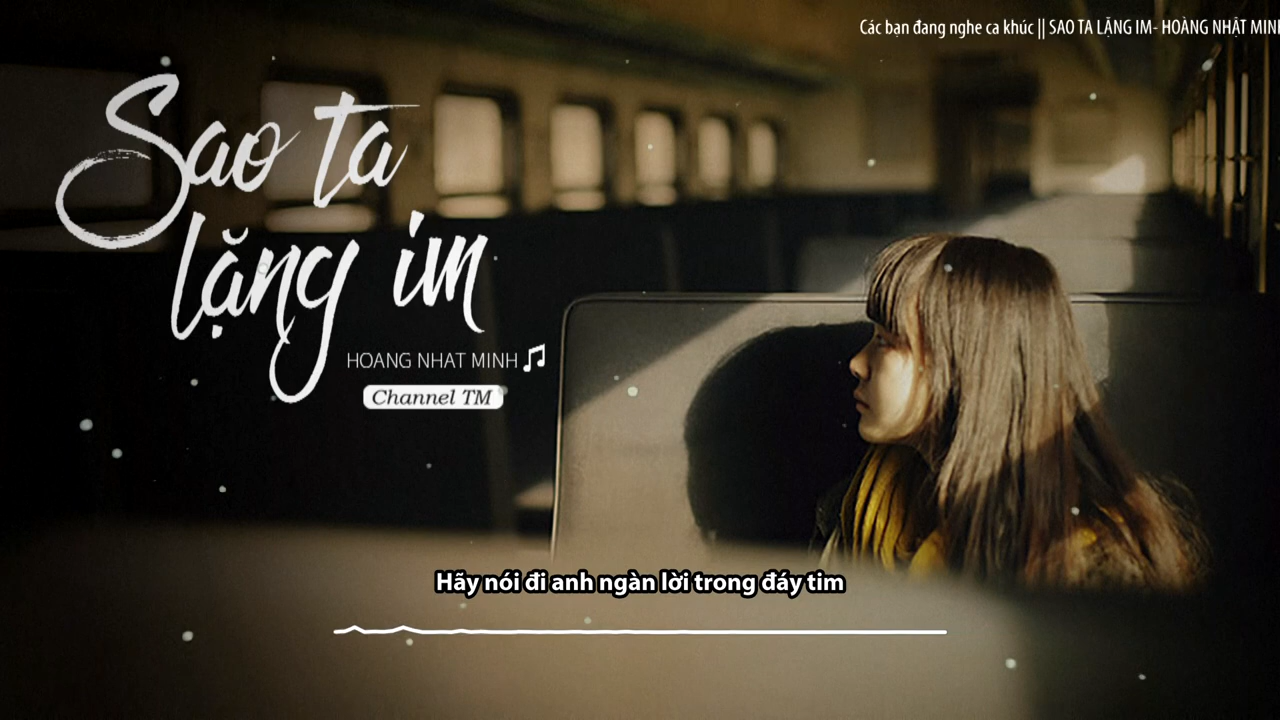 Các bạn đang nghe ca khúc || SAO TA LẶNG IM- HOÀNG NHẬT MINH
Sao ta
lặng im
HOANG NHAT MINH
Channel TM
Hãy nói đi anh ngàn lời trong đáy tim